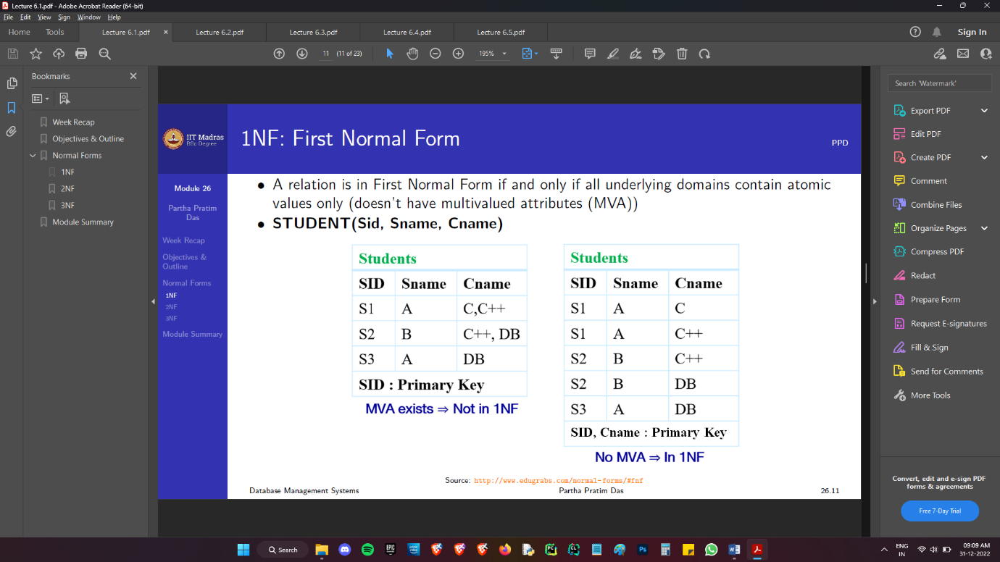 Lecture 6.1.pdf - Adobe Acrobat Reader (64-bit)
File Edit View Sign Window Help
Home Tools Lecture 6.1.pdf × Lecture 6.2.pdf Lecture 6.3.pdf Lecture 6.4.pdf Lecture 6.5.pdf Sign In
11 (11 of 23) 195%
Bookmarks
Week Recap
Objectives & Outline
Normal Forms
1NF
2NF
3NF
Module Summary
IIT Madras
BSc Degree
Module 26
Partha Pratim
Das
Week Recap
Objectives &
Outline
Normal Forms
1NF
2NF
3NF
Module Summary
1NF: First Normal Form
PPD
• A relation is in First Normal Form if and only if all underlying domains contain atomic
values only (doesn't have multivalued attributes (MVA))
• STUDENT(Sid, Sname, Cname)
Students
SID Sname Cname
S1 A C,C++
S2 B C++, DB
S3 A DB
SID : Primary Key
MVA exists ⇒ Not in 1NF
Students
SID Sname Cname
S1 A C
S1 A C++
S2 B C++
S2 B DB
S3 A DB
SID, Cname : Primary Key
No MVA ⇒ In 1NF
Source: http://www.edugrabs.com/normal-forms/#fnf
Database Management Systems Partha Pratim Das 26.11
Search 'Watermark'
Export PDF
Edit PDF
Create PDF
Comment
Combine Files
Organize Pages
Compress PDF
Redact
Prepare Form
Request E-signatures
Fill & Sign
Send for Comments
More Tools
Convert, edit and e-sign PDF
forms & agreements
Free 7-Day Trial
Search
EPIC
prime video
PC
CL
Ps
W
ENG
IN
09:09 AM
31-12-2022